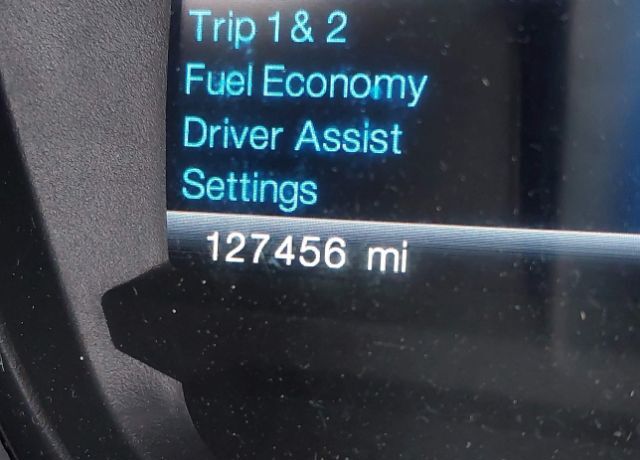 Trip 1 & 2
Fuel Economy
Driver Assist
Settings
127456 mi